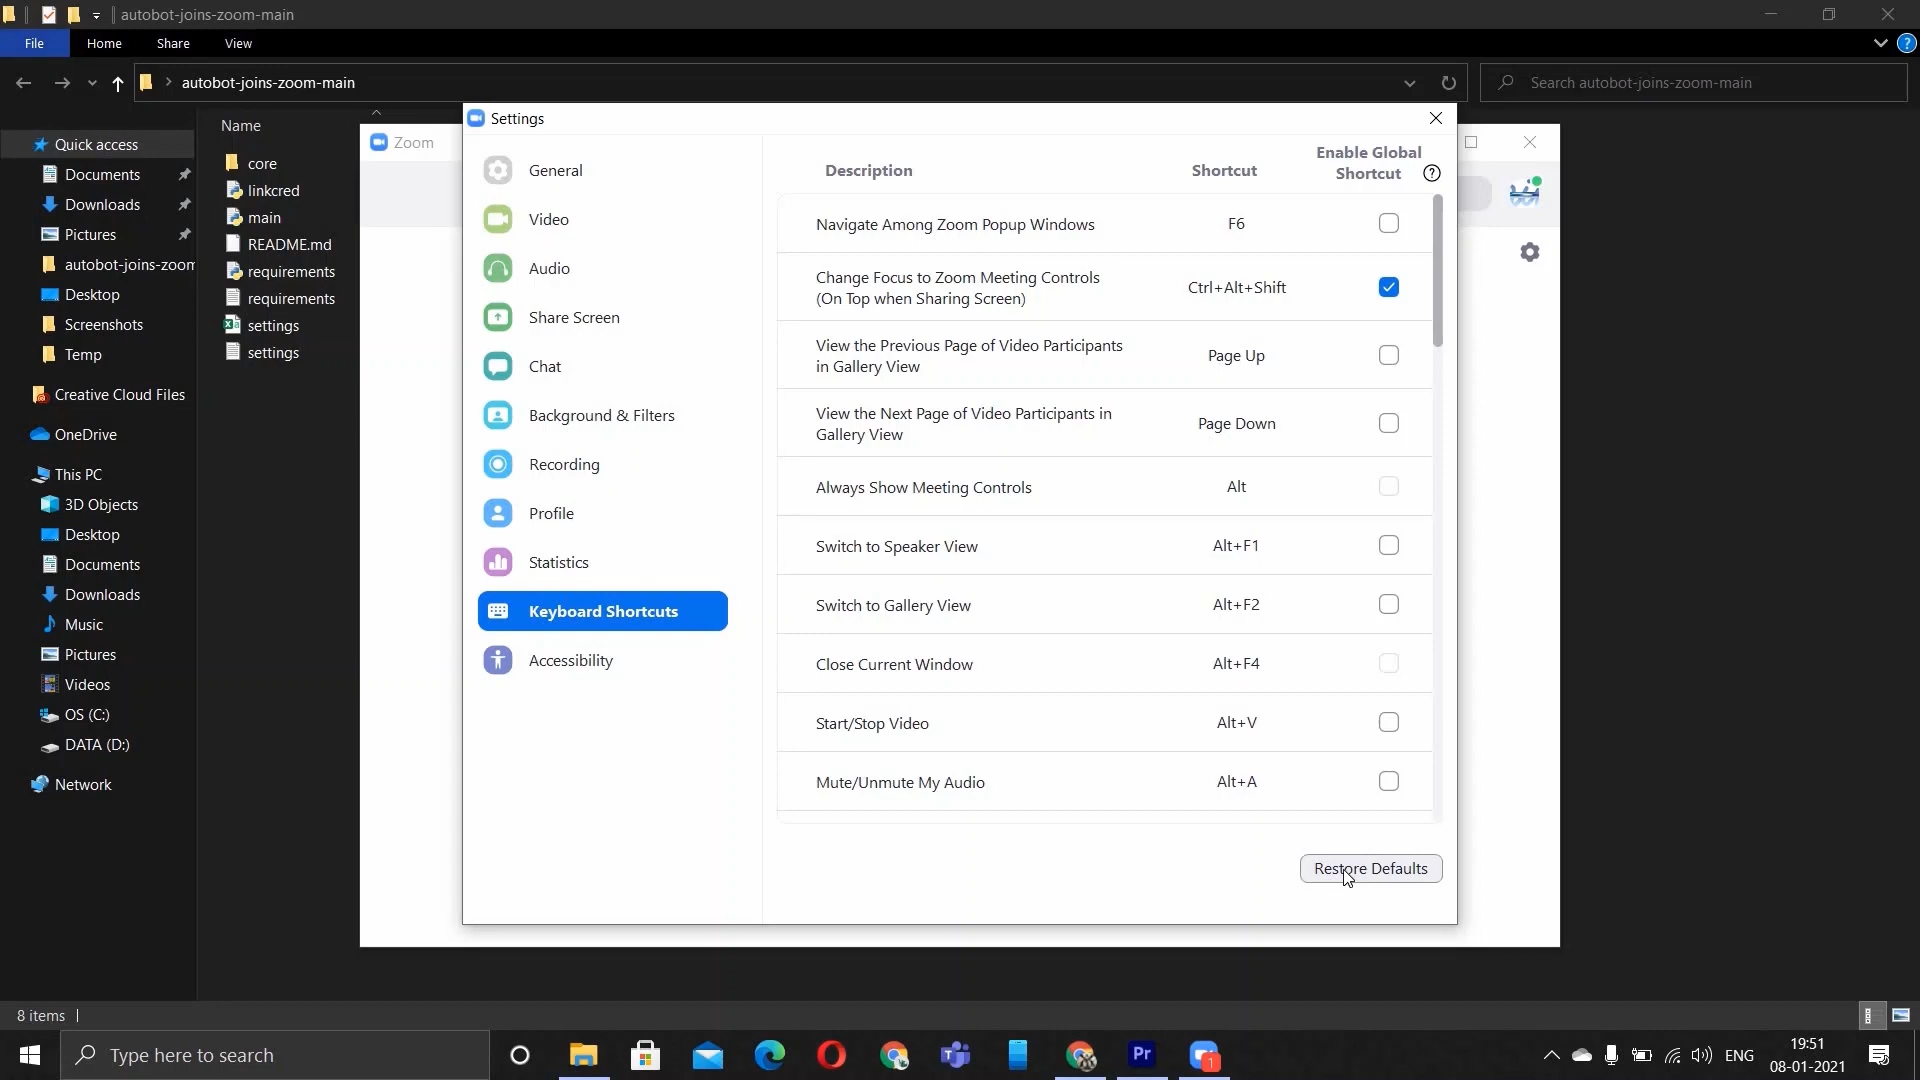 autobot-joins-zoom-main
File
Home
Share
View
autobot-joins-zoom-main
Search autobot-joins-zoom-main
Quick access
Documents
Downloads
Pictures
autobot-joins-zoom
Desktop
Screenshots
Temp
Creative Cloud Files
OneDrive
This PC
3D Objects
Desktop
Documents
Downloads
Music
Pictures
Videos
OS (C:)
DATA (D:)
Network
Name
core
linkcred
main
README.md
requirements
requirements
settings
settings
Zoom
Settings
General
Video
Audio
Share Screen
Chat
Background & Filters
Recording
Profile
Statistics
Keyboard Shortcuts
Accessibility
Description
Shortcut
Enable Global
Shortcut
Navigate Among Zoom Popup Windows
F6
Change Focus to Zoom Meeting Controls
(On Top when Sharing Screen)
Ctrl+Alt+Shift
View the Previous Page of Video Participants
in Gallery View
Page Up
View the Next Page of Video Participants in
Gallery View
Page Down
Always Show Meeting Controls
Alt
Switch to Speaker View
Alt+F1
Switch to Gallery View
Alt+F2
Close Current Window
Alt+F4
Start/Stop Video
Alt+V
Mute/Unmute My Audio
Alt+A
Restore Defaults
8 items
Type here to search
Pr
1
ENG
19:51
08-01-2021